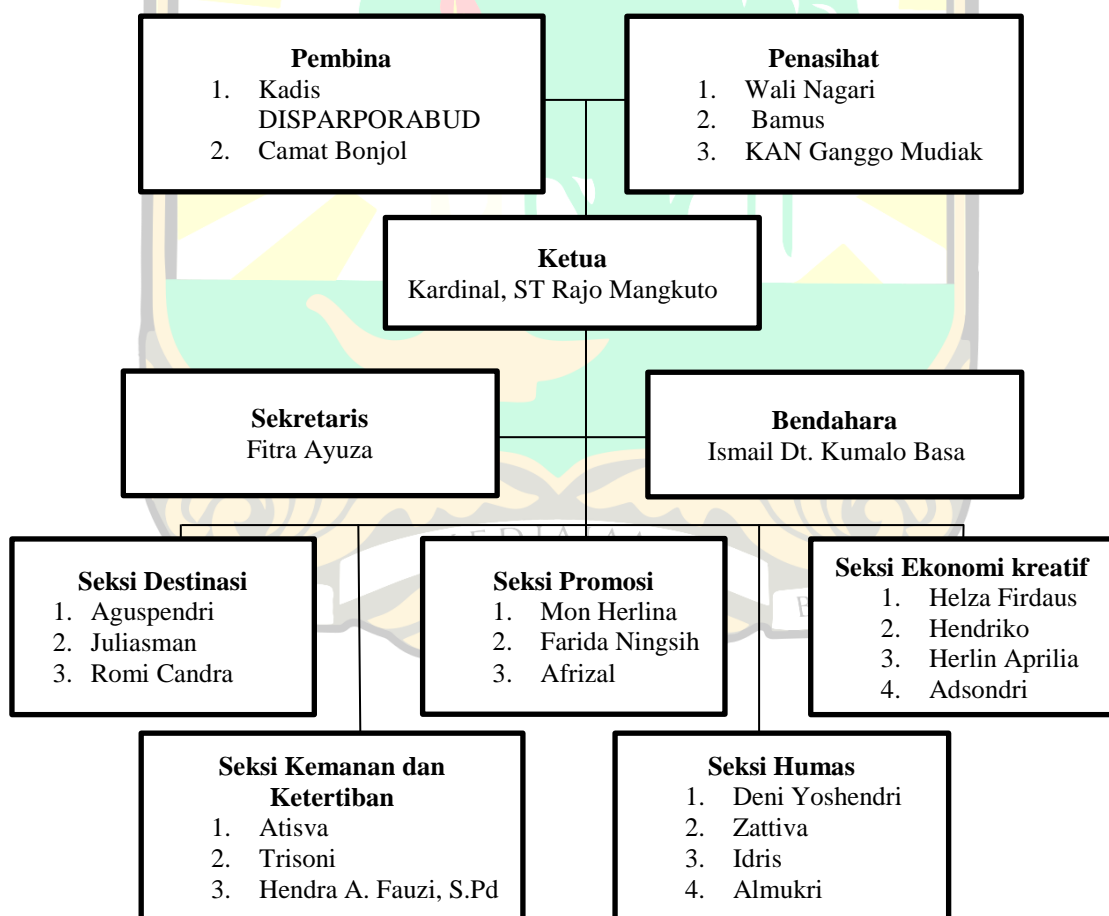 Pembina
1. Kadis
DISPARPORABUD
2. Camat Bonjol
Penasihat
1. Wali Nagari
2. Bamus
3. KAN Ganggo Mudiak
Ketua
Kardinal, ST Rajo Mangkuto
Sekretaris
Fitra Ayuza
Bendahara
Ismail Dt. Kumalo Basa
Seksi Destinasi
1. Aguspendri
2. Juliasman
3. Romi Candra
Seksi Promosi
1. Mon Herlina
2. Farida Ningsih
3. Afrizal
Seksi Ekonomi kreatif
1. Helza Firdaus
2. Hendriko
3. Herlin Aprilia
4. Adsondri
Seksi Kemanan dan
Ketertiban
1. Atisva
2. Trisoni
3. Hendra A. Fauzi, S.Pd
Seksi Humas
1. Deni Yoshendri
2. Zattiva
3. Idris
4. Almukri